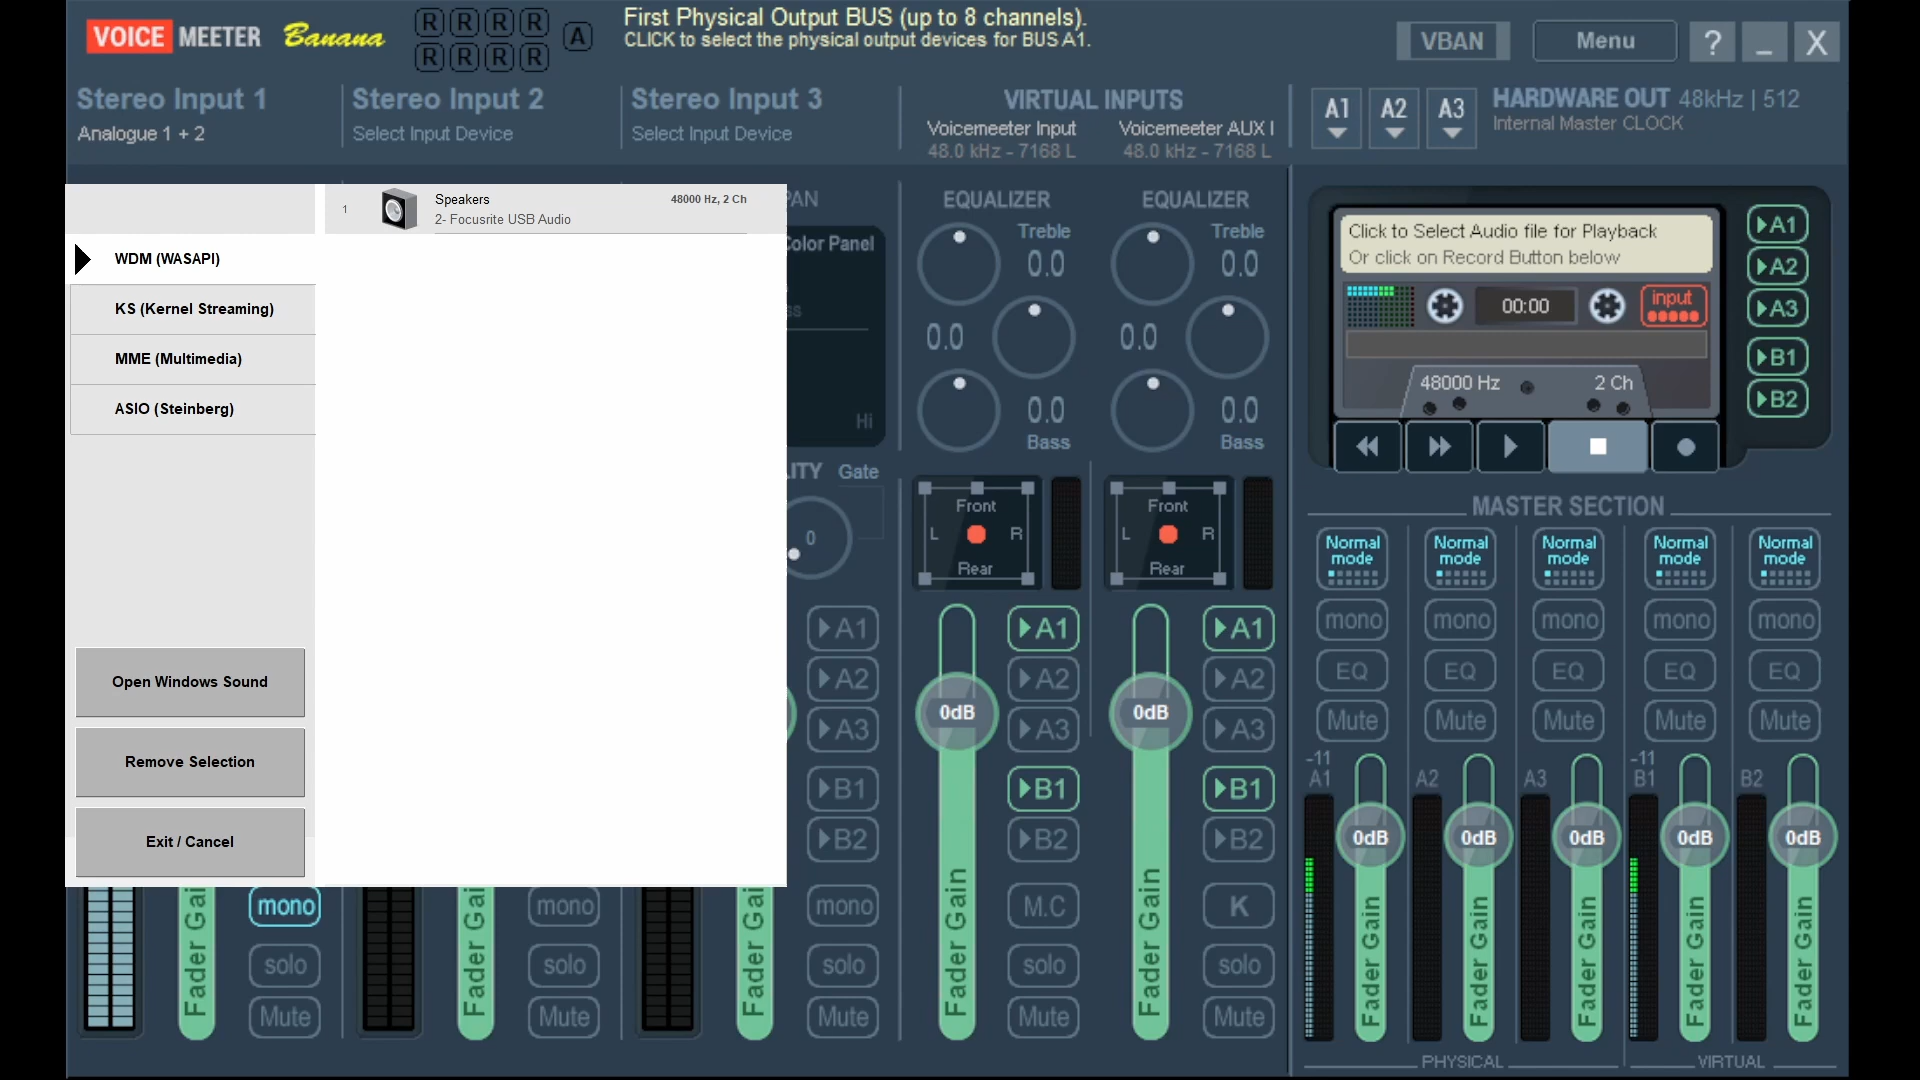 VOICE MEETER Banana
R R R R
R R R R
A
First Physical Output BUS (up to 8 channels).
CLICK to select the physical output devices for BUS A1.
VBAN
Menu
?
_
X
Stereo Input 1
Analogue 1 + 2
Stereo Input 2
Select Input Device
Stereo Input 3
Select Input Device
VIRTUAL INPUTS
Voicemeeter Input
48.0 kHz - 7168 L
Voicemeeter AUX I
48.0 kHz - 7168 L
A1
A2
A3
HARDWARE OUT 48kHz | 512
Internal Master CLOCK
1
Speakers
48000 Hz, 2 Ch
2- Focusrite USB Audio
WDM (WASAPI)
KS (Kernel Streaming)
MME (Multimedia)
ASIO (Steinberg)
Open Windows Sound
Remove Selection
Exit / Cancel
PAN
Color Panel
ss
Hi
LITY
Gate
0
A1
A2
A3
B1
B2
EQUALIZER
Treble
0.0
0.0
0.0
Bass
EQUALIZER
Treble
0.0
0.0
0.0
Bass
Front
L
R
Rear
Front
L
R
Rear
0dB
A1
A2
A3
B1
B2
0dB
A1
A2
A3
B1
B2
Fader Gain
mono
solo
Mute
Fader Gain
mono
solo
Mute
Fader Gain
mono
solo
Mute
Fader Gain
M.C
solo
Mute
Fader Gain
K
solo
Mute
Click to Select Audio file for Playback
Or click on Record Button below
00:00
input
48000 Hz
2 Ch
A1
A2
A3
B1
B2
MASTER SECTION
Normal mode
Normal mode
Normal mode
Normal mode
Normal mode
mono
mono
mono
mono
mono
EQ
EQ
EQ
EQ
EQ
Mute
Mute
Mute
Mute
Mute
-11
A1
A2
A3
-11
B1
B2
0dB
0dB
0dB
0dB
0dB
Fader Gain
Fader Gain
Fader Gain
Fader Gain
Fader Gain
PHYSICAL
VIRTUAL